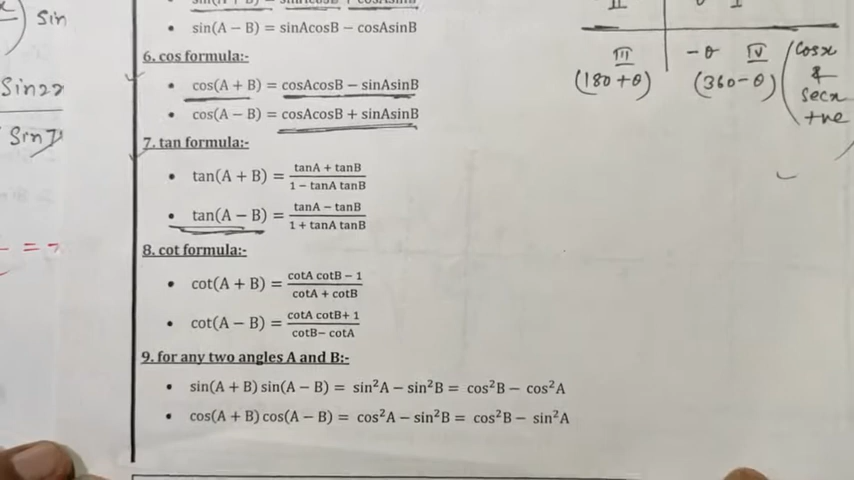 sin(A + B) = sinAcosB + cosAsinB
• sin(A − B) = sinAcosB − cosAsinB
6. cos formula:-
• cos(A + B) = cosAcosB − sinAsinB
• cos(A − B) = cosAcosB + sinAsinB
7. tan formula:-
• tan(A + B) = tanA + tanB / 1 − tanA tanB
• tan(A − B) = tanA − tanB / 1 + tanA tanB
8. cot formula:-
• cot(A + B) = cotA cotB − 1 / cotA + cotB
• cot(A − B) = cotA cotB+ 1 / cotB− cotA
9. for any two angles A and B:-
• sin(A + B) sin(A − B) = sin²A − sin²B = cos²B − cos²A
• cos(A + B) cos(A − B) = cos²A − sin²B = cos²B − sin²A
) Sin
= -
II I
III -θ IV
(180+θ) (360-θ)
Cosx
&
secx
+ve